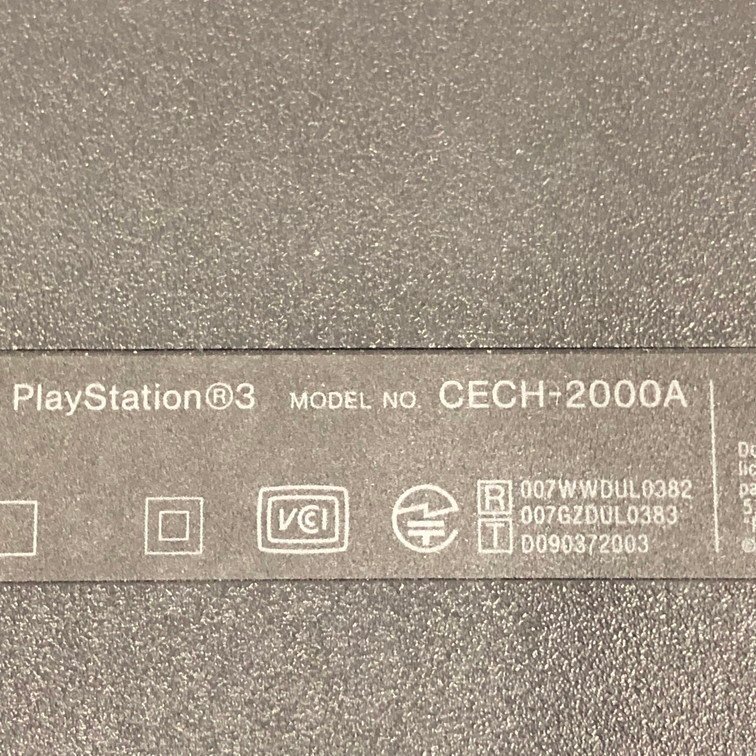 PlayStation®3 MODEL NO. CECH-2000A
VCI
R 007WWDUL0382
007GZDUL0383
T D090372003